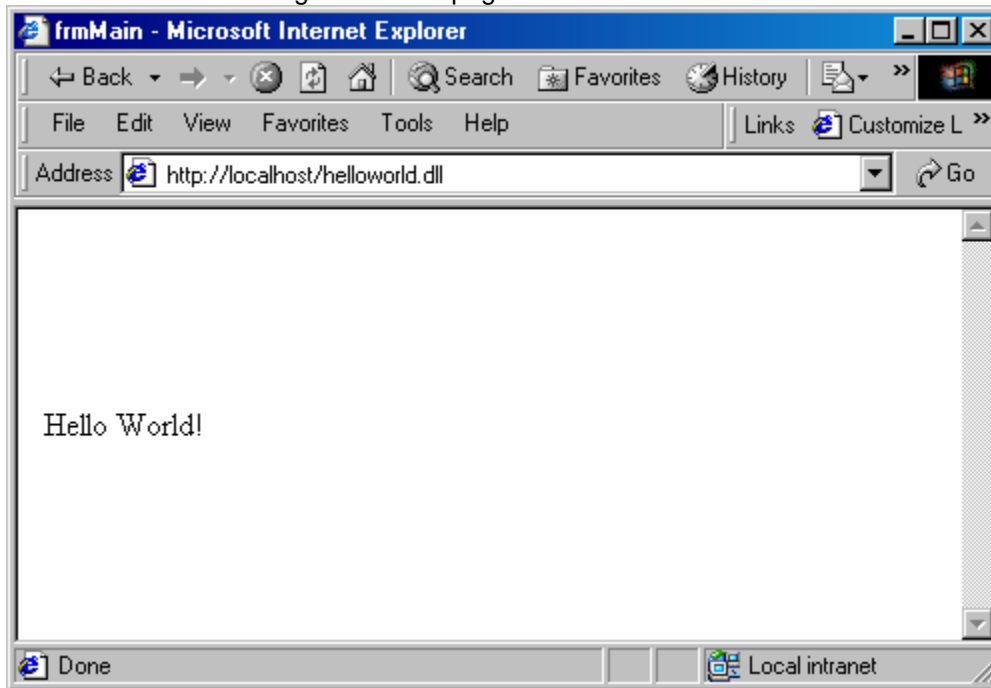 frmMain - Microsoft Internet Explorer
Back Search Favorites History »
File Edit View Favorites Tools Help Links Customize L »
Address http://localhost/helloworld.dll Go
Hello World!
Done Local intranet